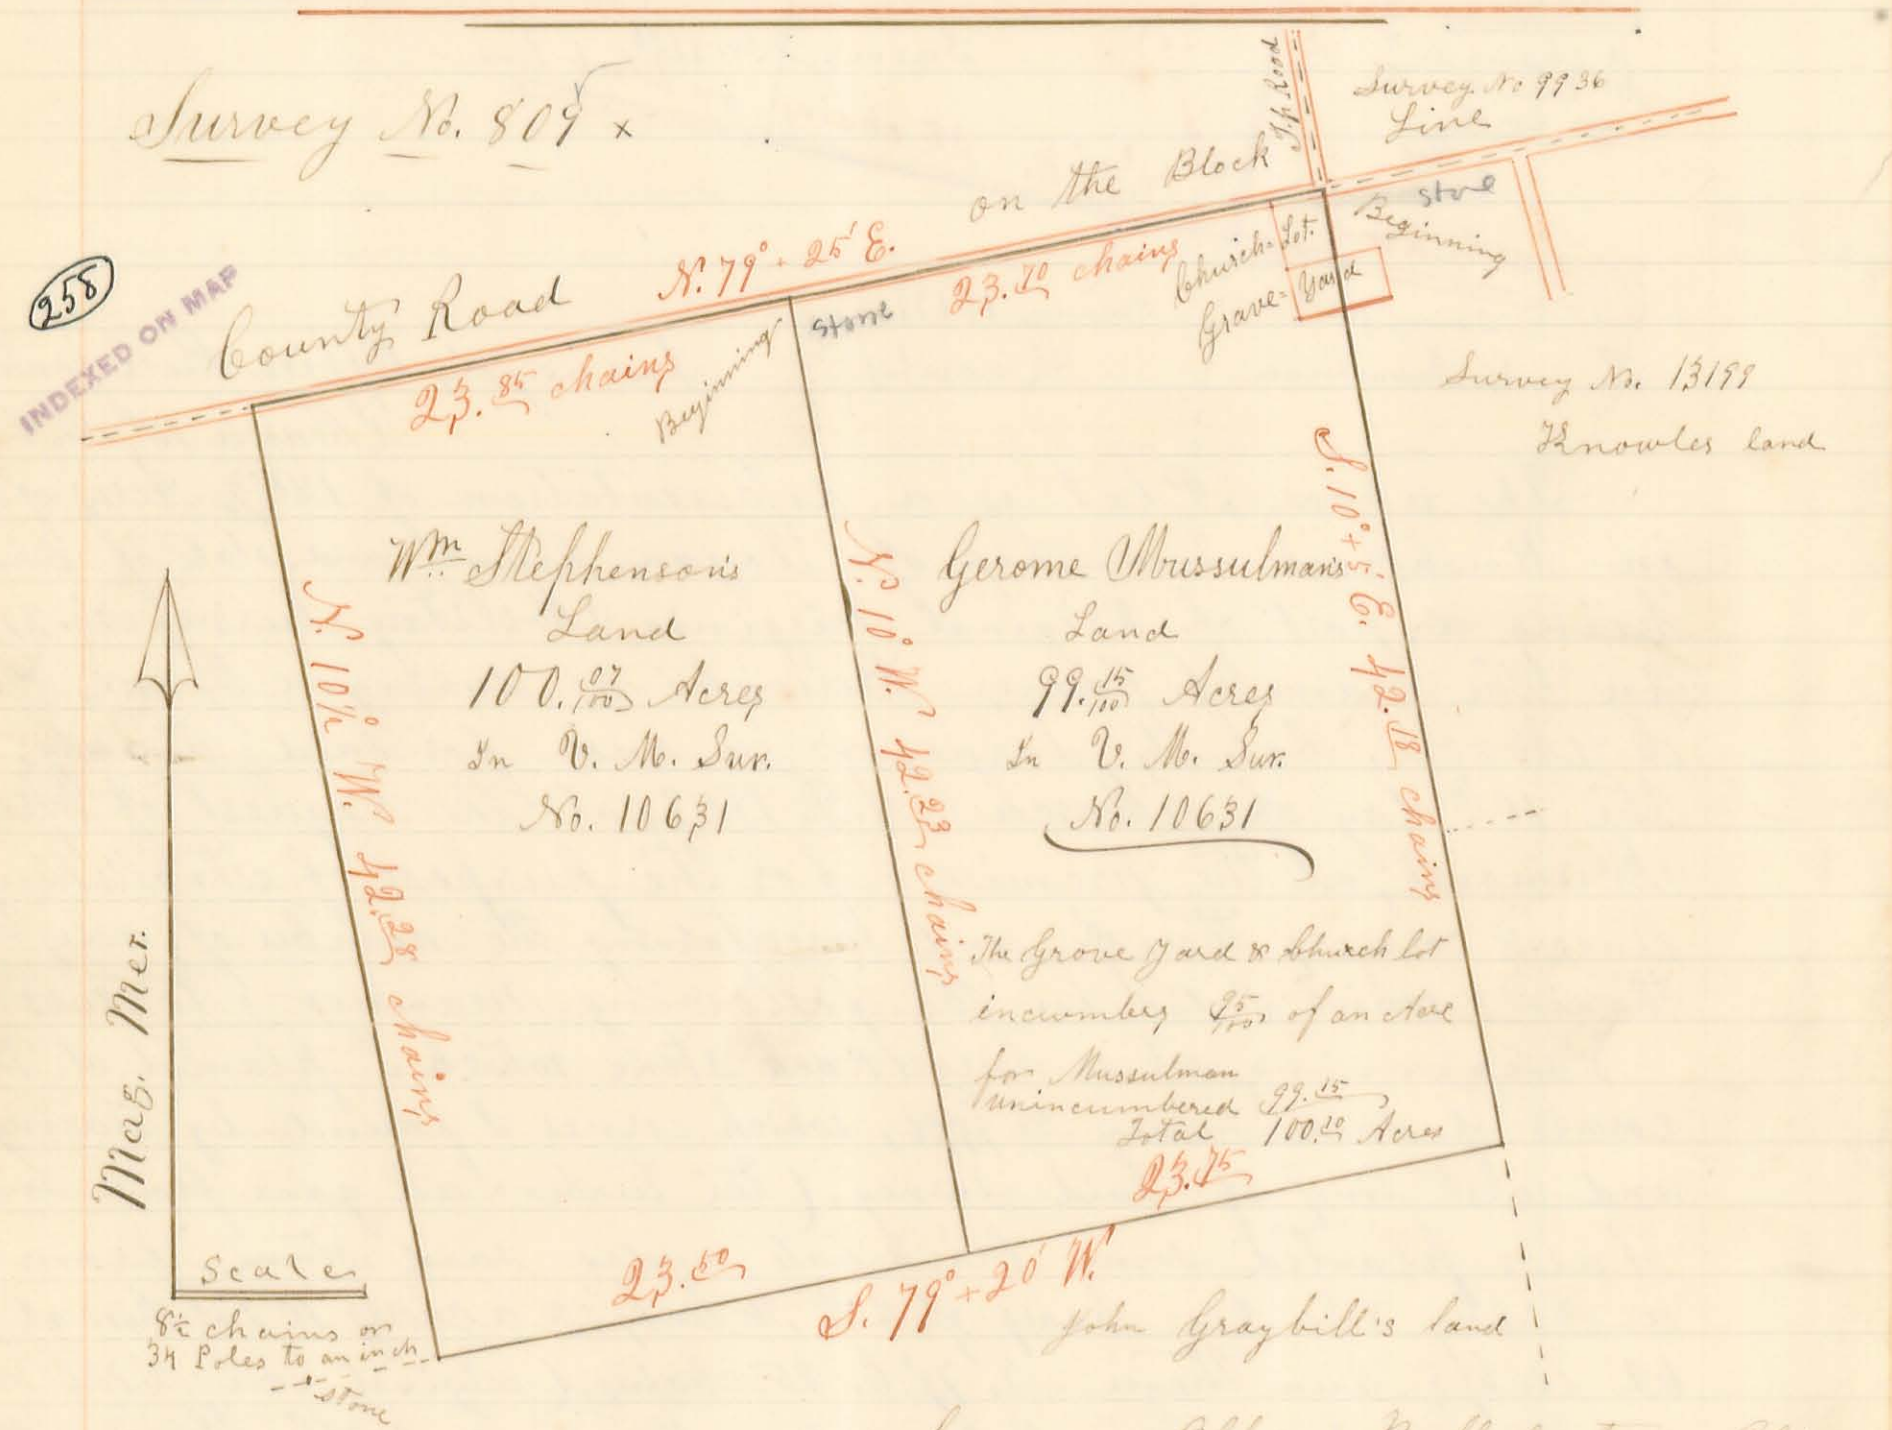 Survey No. 809 x
Survey No 9936
Line
T.p. Road
on the Block
Stone
Beginning
258
INDEXED ON MAP
County Road
N. 79° + 25' E.
23.70 chains
Church = Lot.
Grave = Yard
23.85 chains
Beginning
Stone
Survey No. 13199
Knowles land
Wm Stephenson's
Land
100.07/100 Acres
In V. M. Sur.
No. 10631
Gerome Mussulman's
Land
99.15/100 Acres
In V. M. Sur.
No. 10631
N. 10½° W. 42.28 chains
N. 10° W. 42.23 chains
S. 10° + 5' E. 42.18 chains
The Grave Yard & Church lot
incumbers 95/100 of an Acre
for Mussulman
unincumbered 99.15
Total 100.10 Acres
23.75
23.50
S. 79° + 20' W.
John Graybill's land
Mag. Mer.
Scale
8½ chains or
34 Poles to an inch
stone